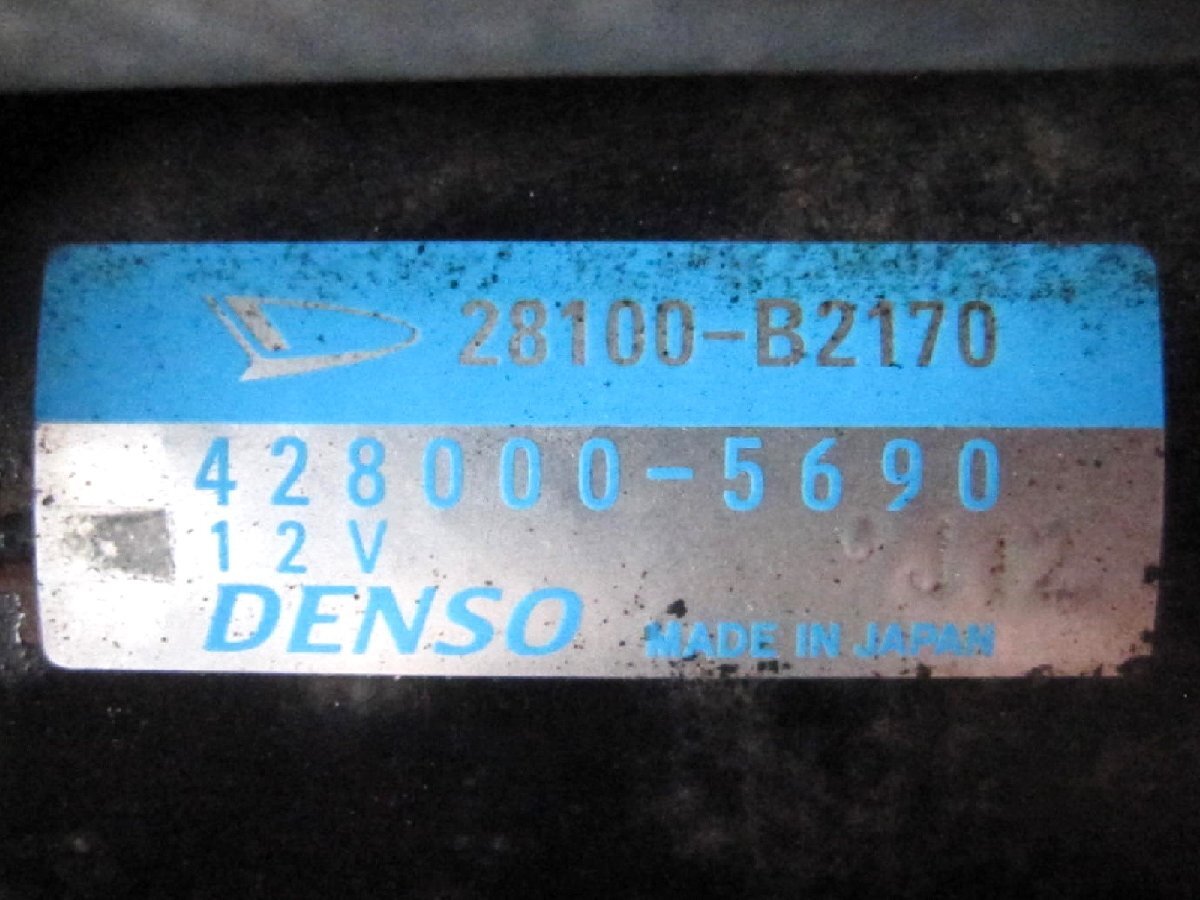 28100-B2170
428000-5690
12V
DENSO MADE IN JAPAN